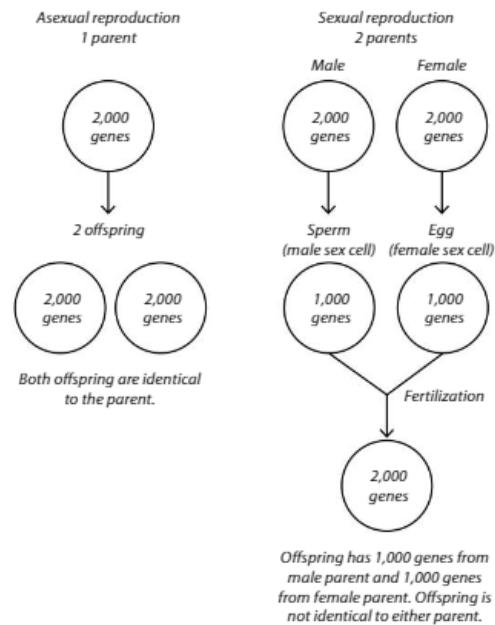 Asexual reproduction
1 parent
2,000
genes
2 offspring
2,000
genes
2,000
genes
Both offspring are identical
to the parent.
Sexual reproduction
2 parents
Male
Female
2,000
genes
2,000
genes
Sperm
(male sex cell)
Egg
(female sex cell)
1,000
genes
1,000
genes
Fertilization
2,000
genes
Offspring has 1,000 genes from
male parent and 1,000 genes
from female parent. Offspring is
not identical to either parent.